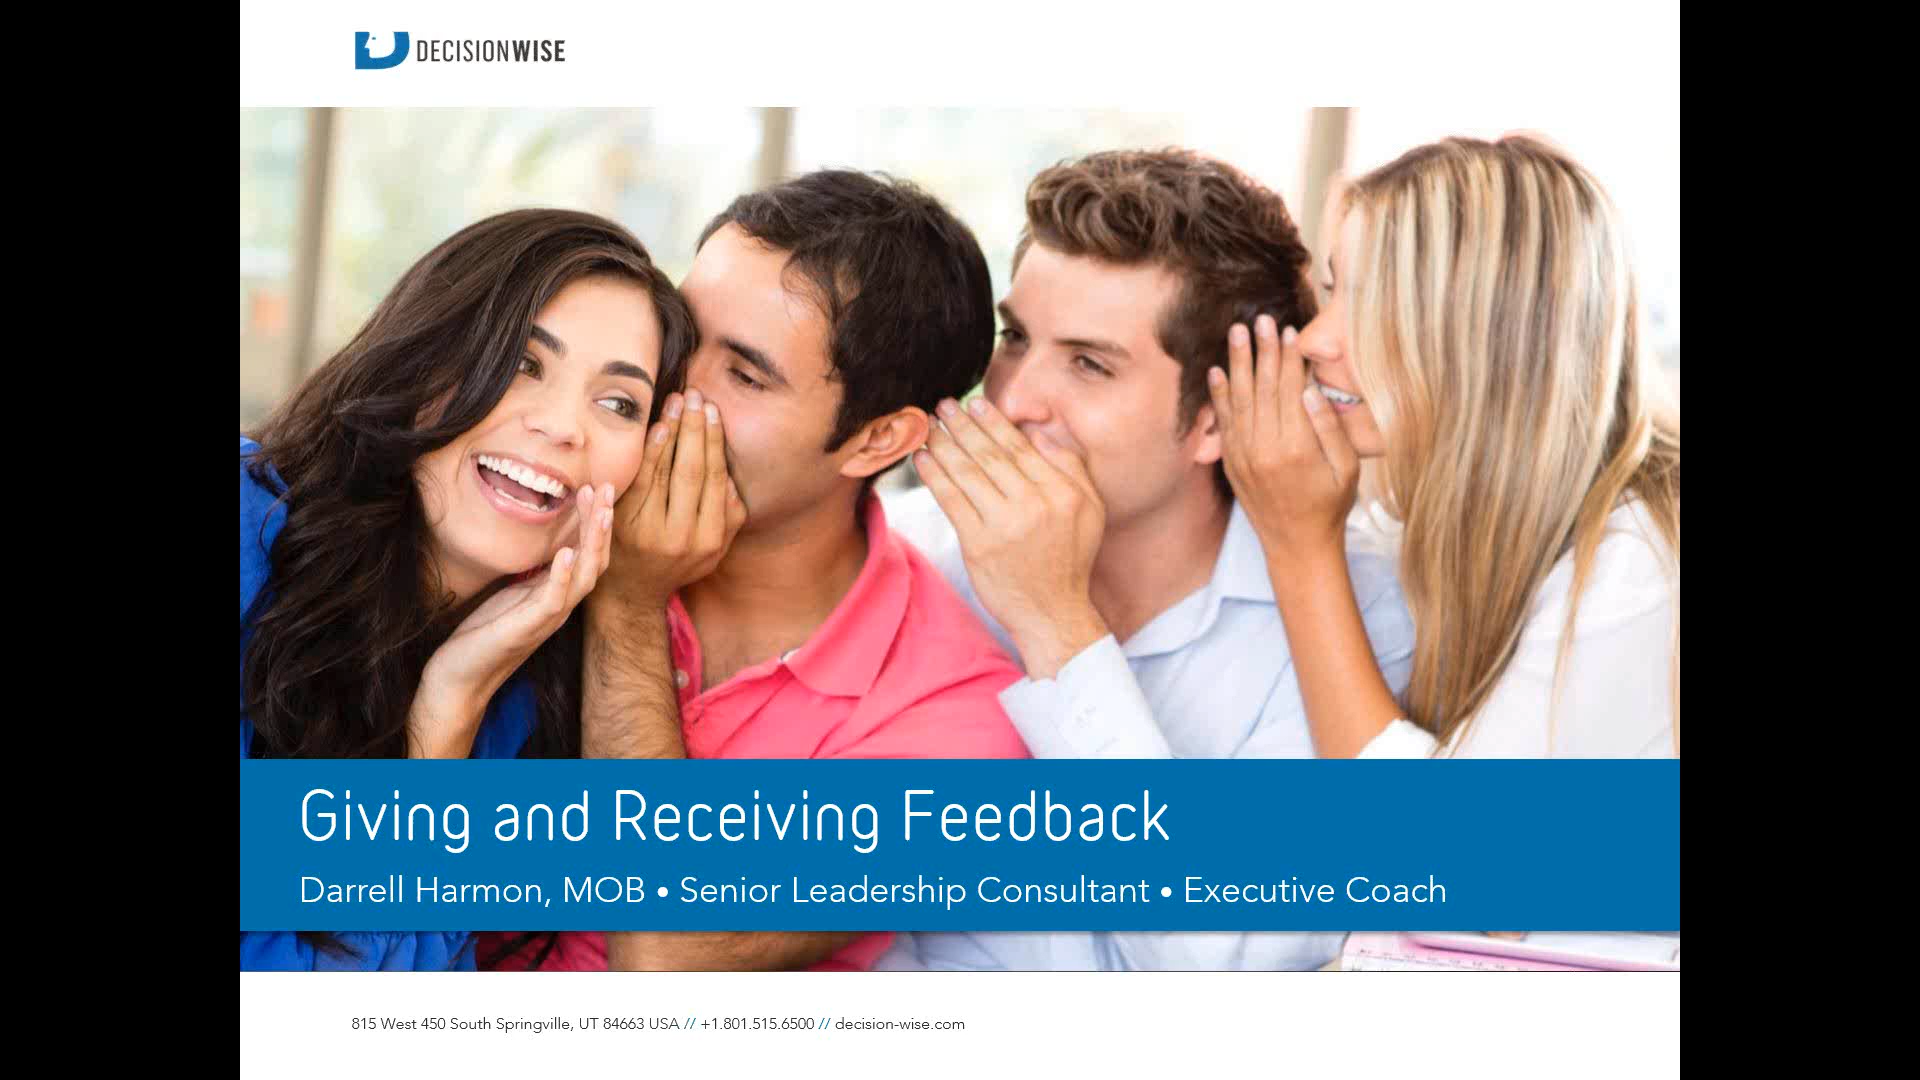 DECISIONWISE
Giving and Receiving Feedback
Darrell Harmon, MOB • Senior Leadership Consultant • Executive Coach
815 West 450 South Springville, UT 84663 USA // +1.801.515.6500 // decision-wise.com